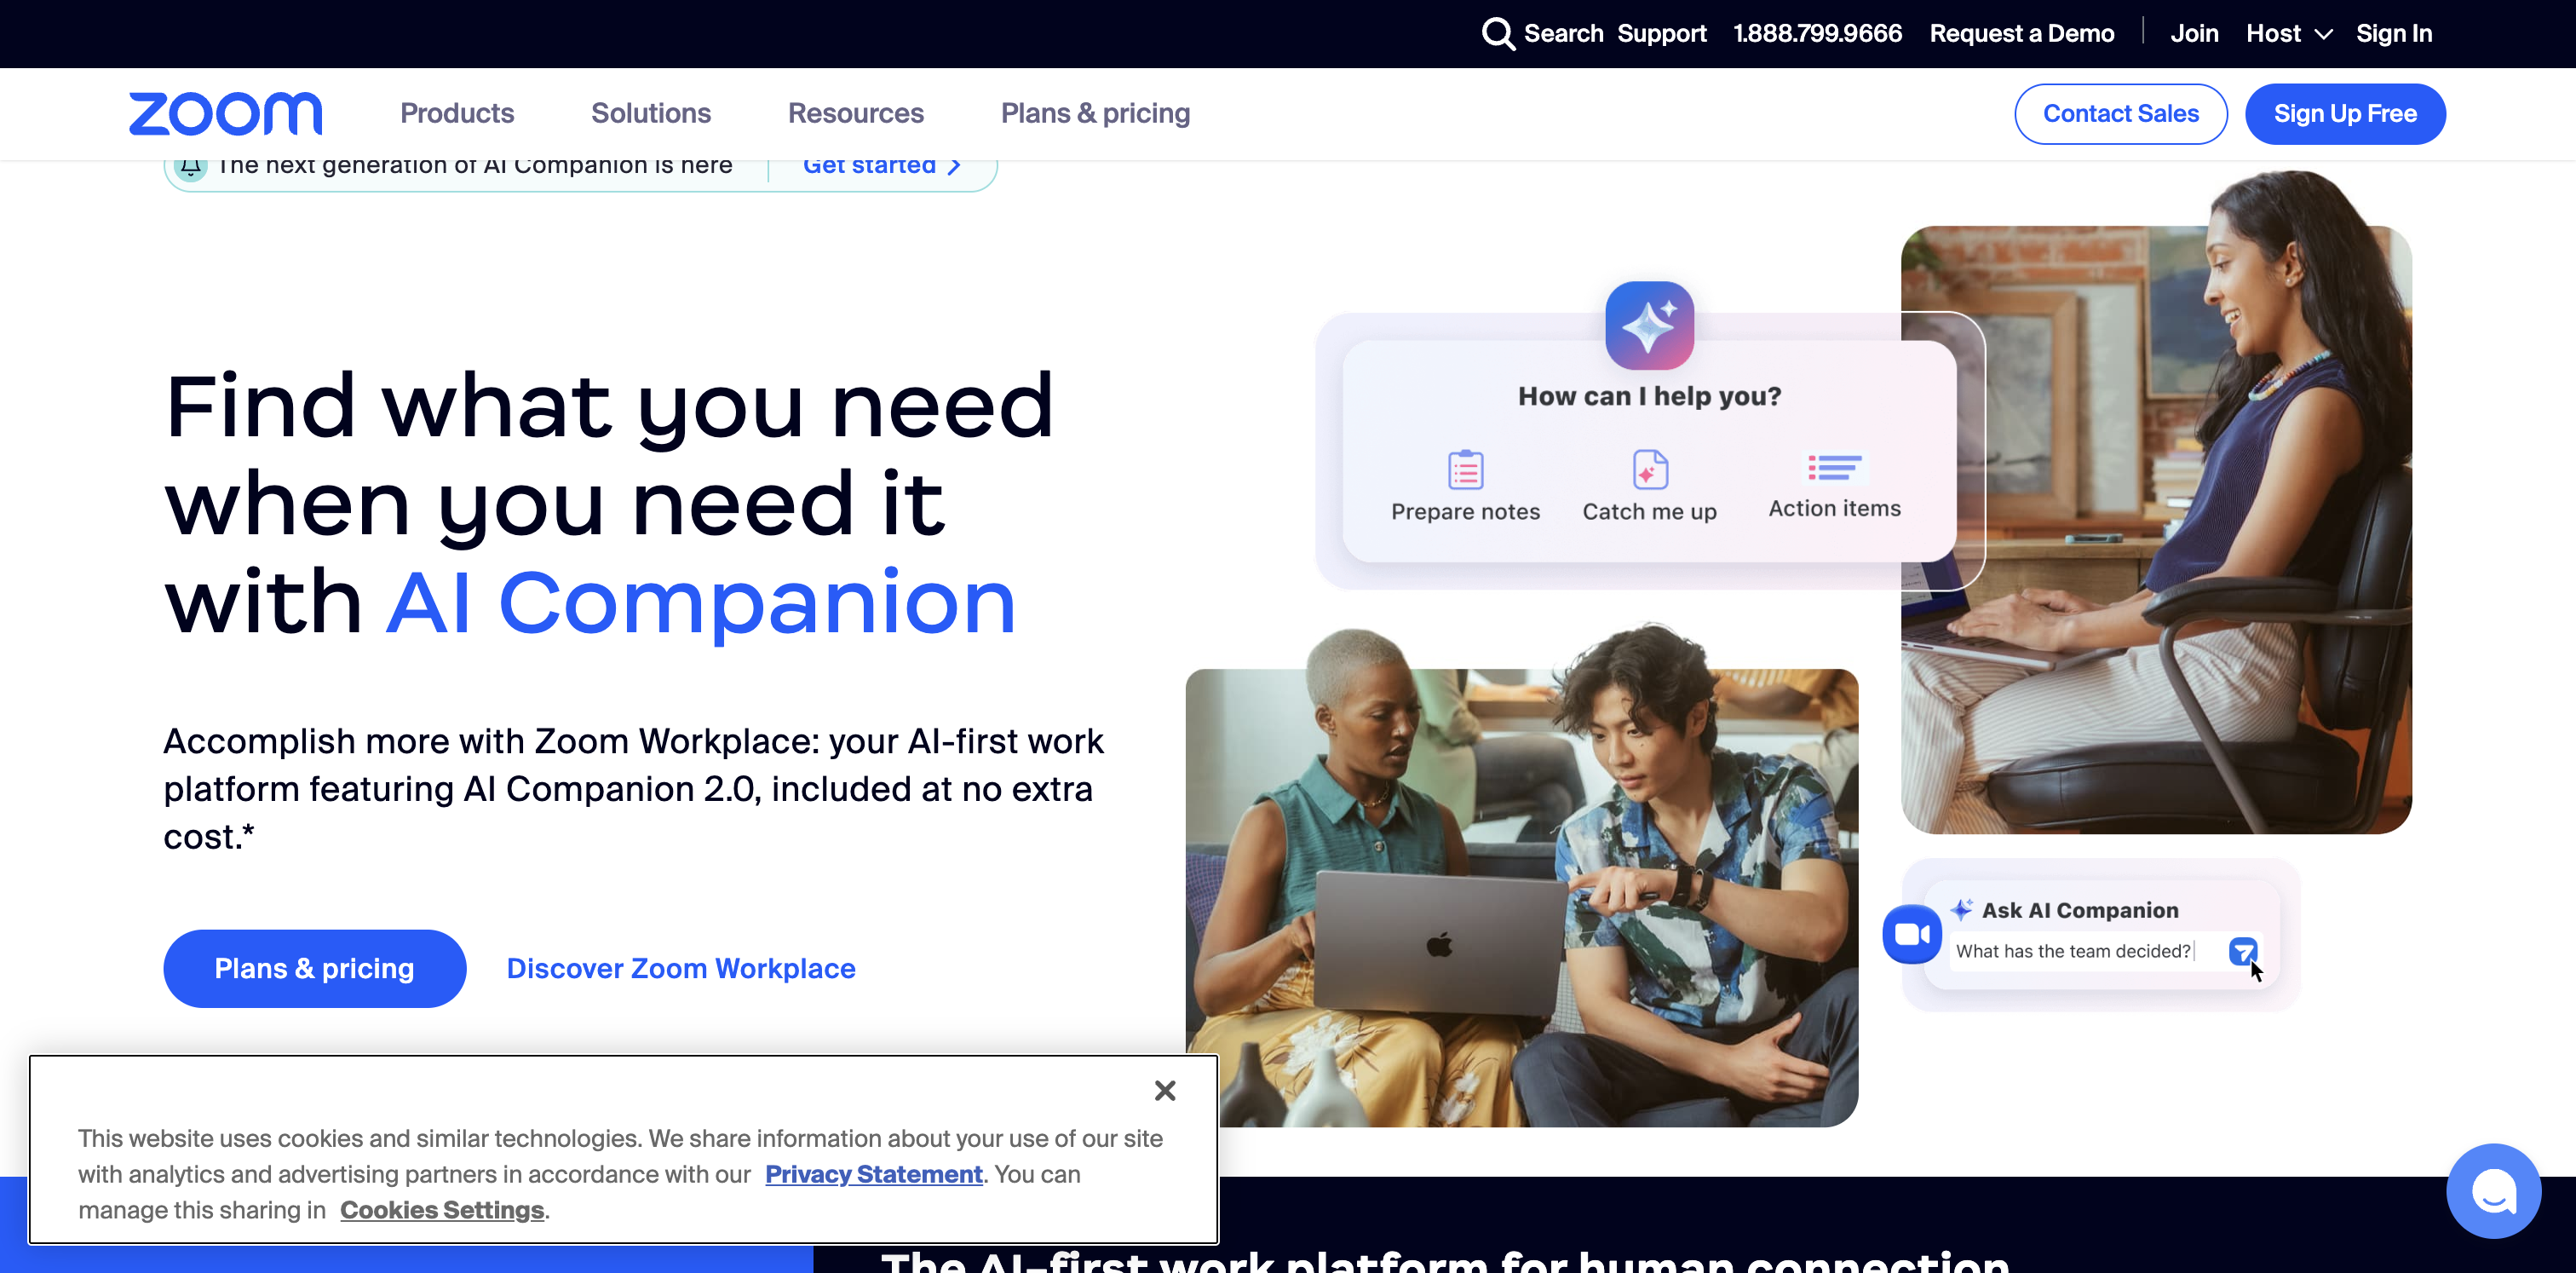 Search Support 1.888.799.9666 Request a Demo Join Host Sign In
zoom Products Solutions Resources Plans & pricing Contact Sales Sign Up Free
The next generation of AI Companion is here Get started
Find what you need
when you need it
with AI Companion
Accomplish more with Zoom Workplace: your AI-first work
platform featuring AI Companion 2.0, included at no extra
cost.*
Plans & pricing Discover Zoom Workplace
How can I help you?
Prepare notes Catch me up Action items
Ask AI Companion
What has the team decided?
This website uses cookies and similar technologies. We share information about your use of our site
with analytics and advertising partners in accordance with our Privacy Statement. You can
manage this sharing in Cookies Settings.
The AI-first work platform for human connection